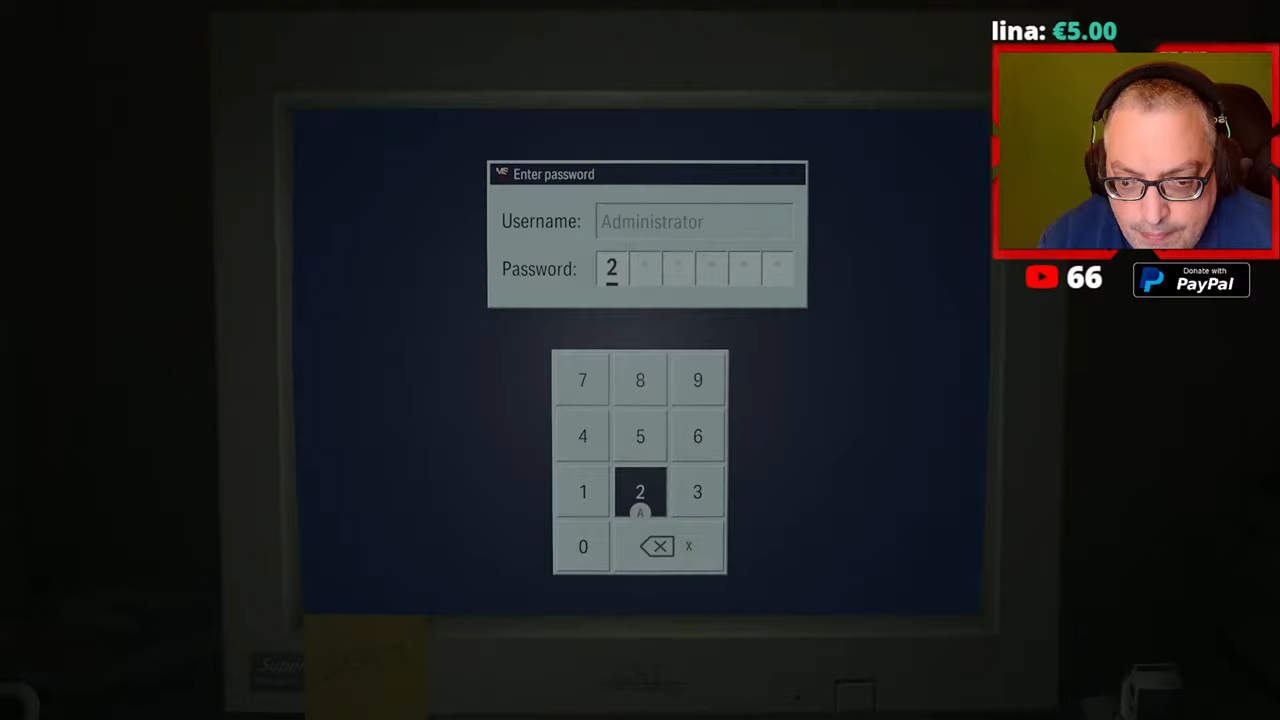 lina: €5.00
Enter password
Username: Administrator
Password: 2 * * * * *
66
Donate with
PayPal
7 8 9
4 5 6
1 2 3
A
0 X
Super